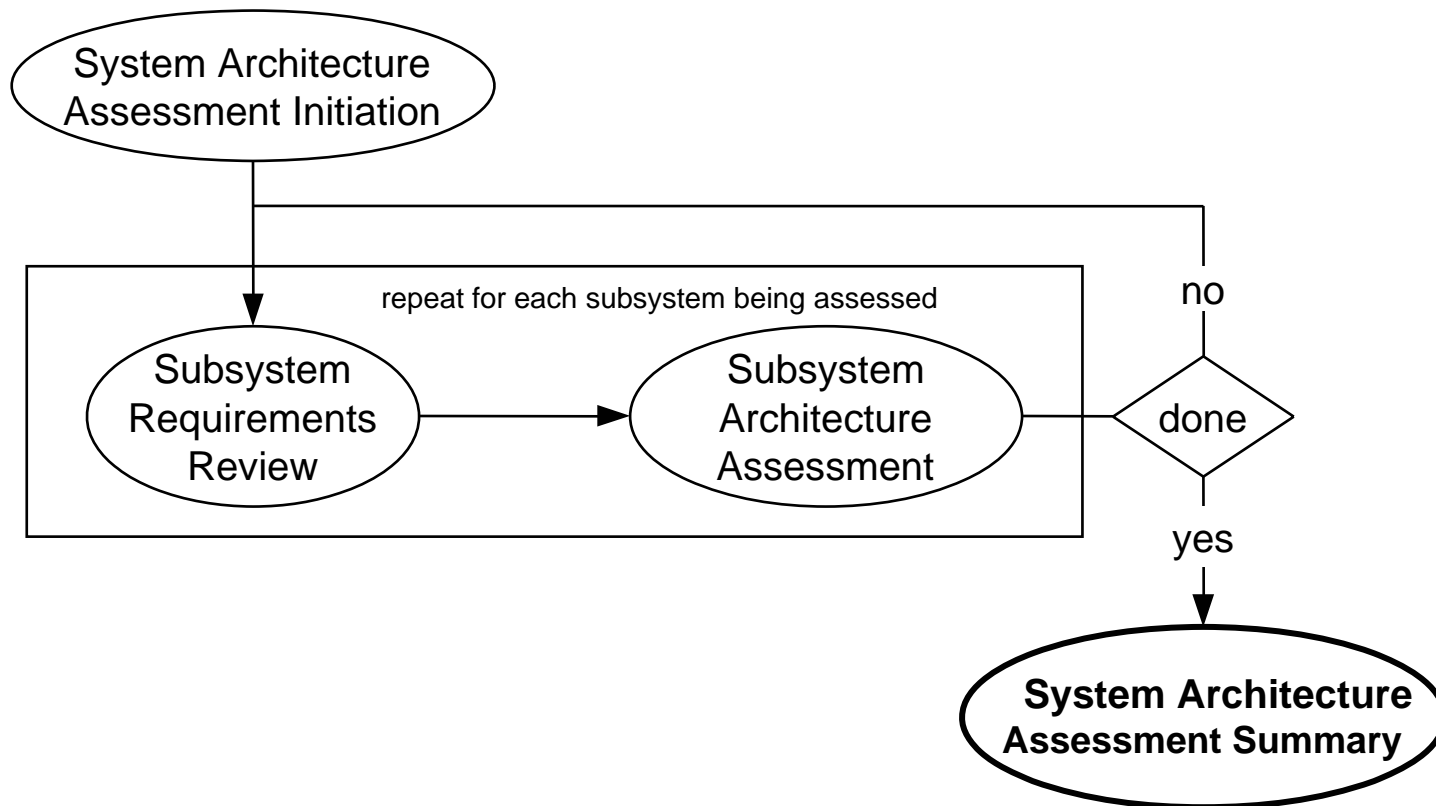 System Architecture
Assessment Initiation
repeat for each subsystem being assessed
no
Subsystem
Requirements
Review
Subsystem
Architecture
Assessment
done
yes
System Architecture
Assessment Summary